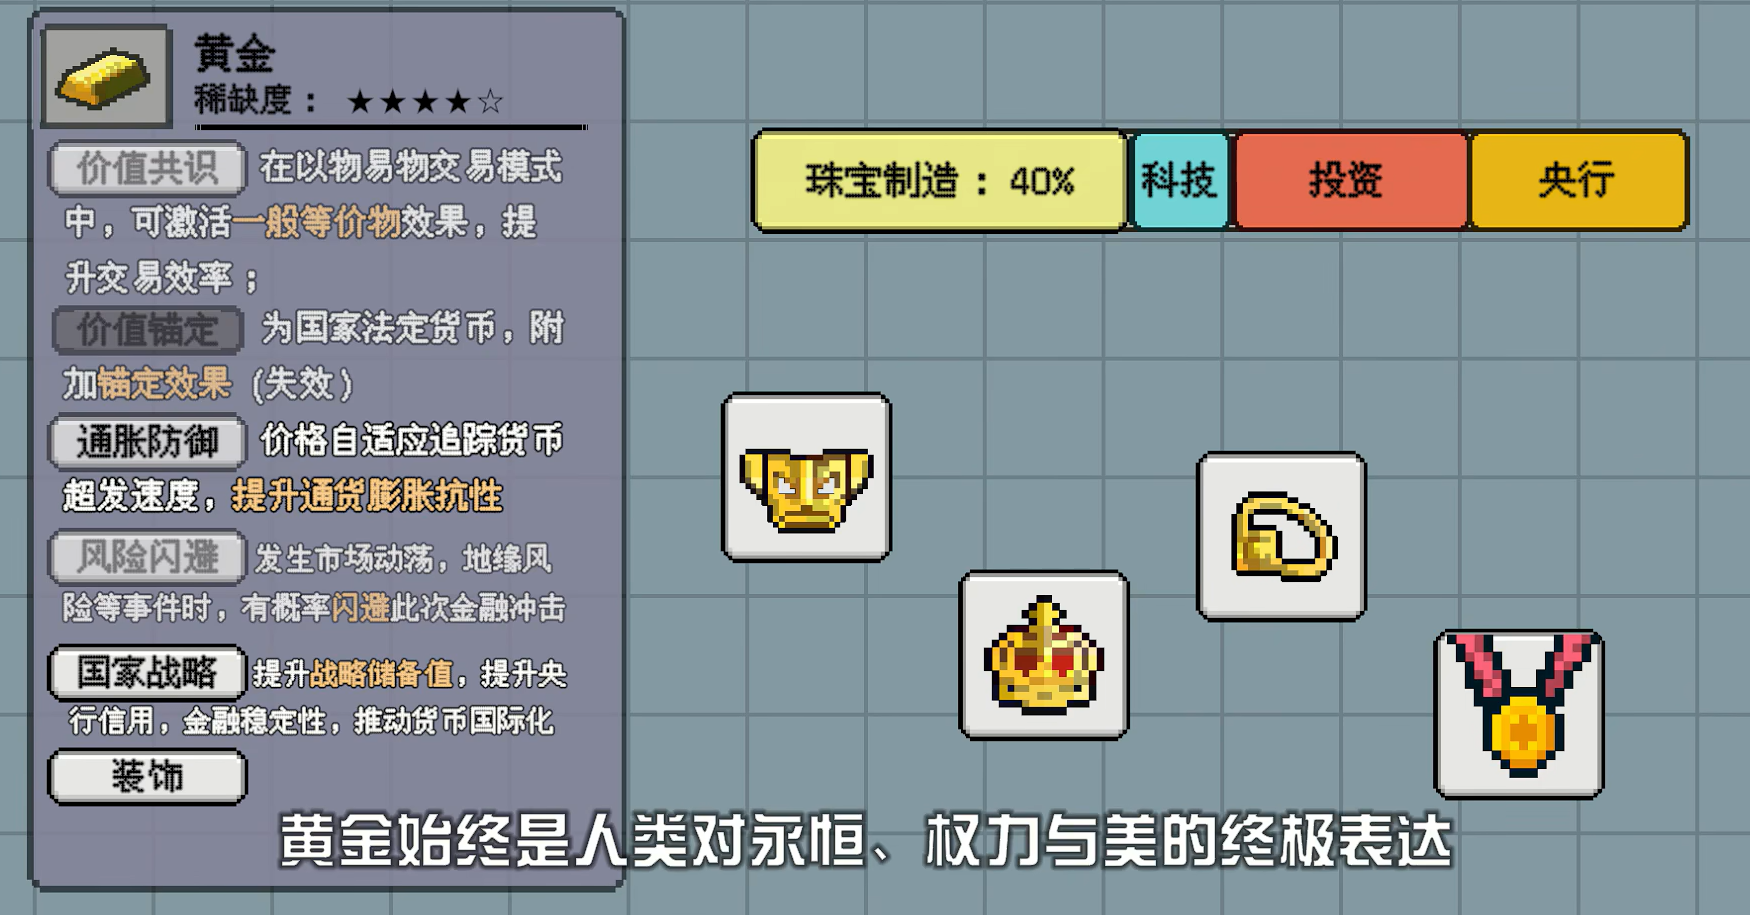 黄金
稀缺度：★★★★☆
价值共识 在以物易物交易模式
中，可激活一般等价物效果，提
升交易效率；
价值锚定 为国家法定货币，附
加锚定效果（失效）
通胀防御 价格自适应追踪货币
超发速度，提升通货膨胀抗性
风险闪避 发生市场动荡，地缘风
险等事件时，有概率闪避此次金融冲击
国家战略 提升战略储备值，提升央
行信用，金融稳定性，推动货币国际化
装饰
珠宝制造：40%
科技
投资
央行
黄金始终是人类对永恒、权力与美的终极表达